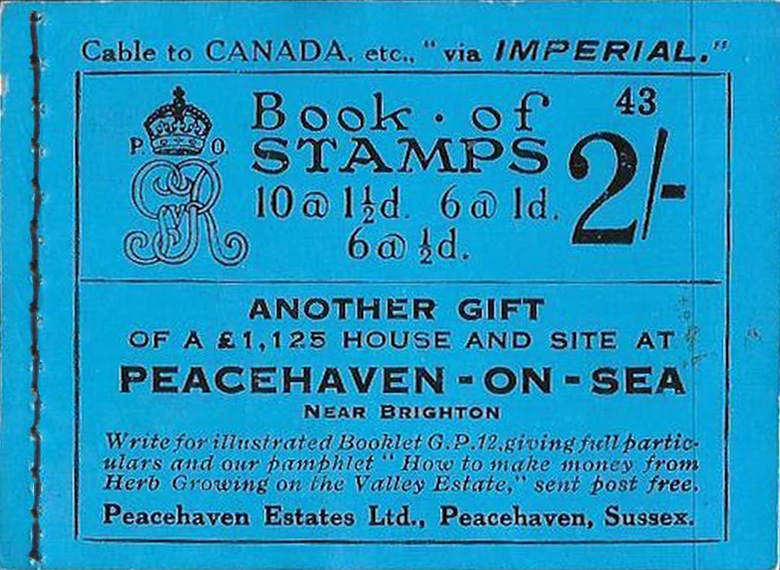 Cable to CANADA, etc., "via IMPERIAL."
P. O.
GR
Book · of
STAMPS
43
2/-
10 @ 1½d. 6 @ 1d.
6 @ ½d.
ANOTHER GIFT
OF A £1,125 HOUSE AND SITE AT
PEACEHAVEN - ON - SEA
NEAR BRIGHTON
Write for illustrated Booklet G.P.12, giving full partic-
ulars and our pamphlet "How to make money from
Herb Growing on the Valley Estate," sent post free.
Peacehaven Estates Ltd., Peacehaven, Sussex.